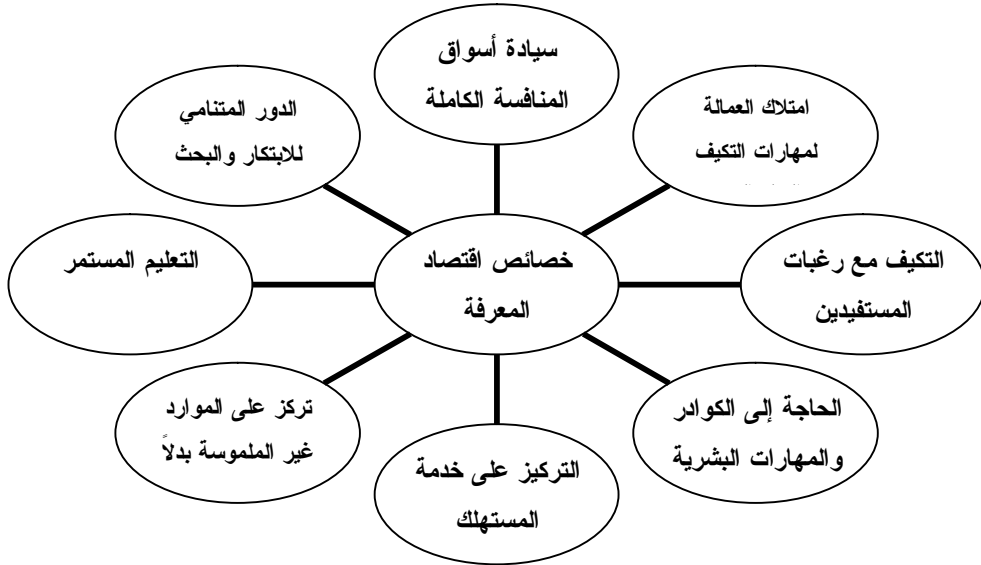 خصائص اقتصاد
المعرفة
سيادة أسواق
المنافسة الكاملة
امتلاك العمالة
لمهارات التكيف
التكيف مع رغبات
المستفيدين
الحاجة إلى الكوادر
والمهارات البشرية
التركيز على خدمة
المستهلك
تركز على الموارد
غير الملموسة بدلاً
التعليم المستمر
الدور المتنامي
للابتكار والبحث